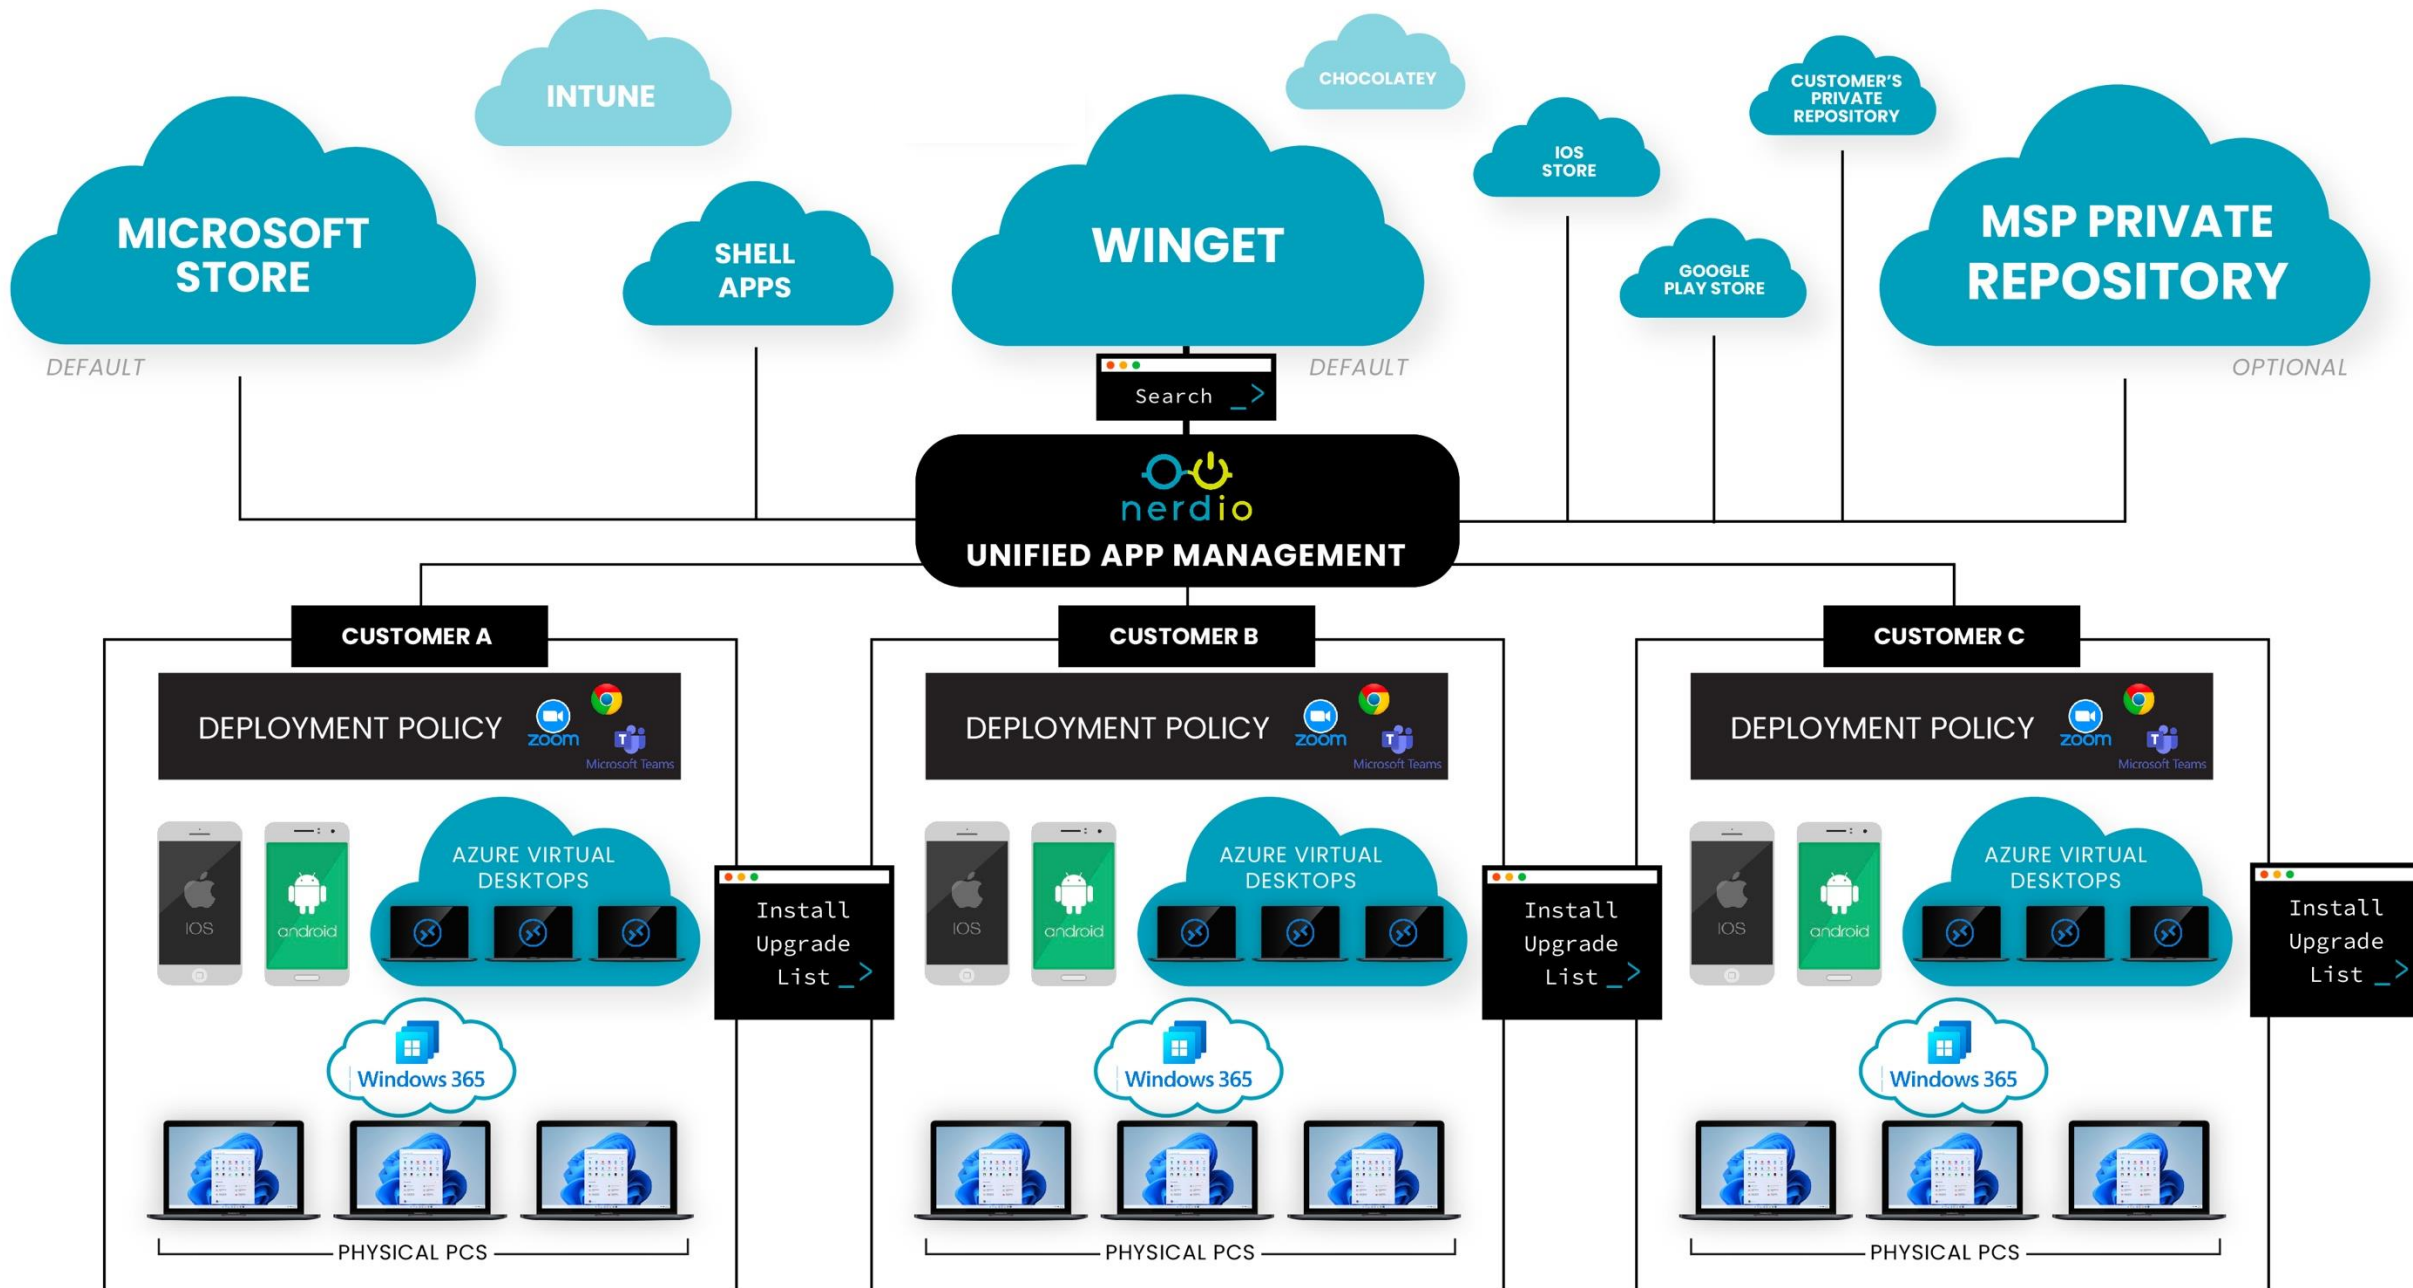 INTUNE
CHOCOLATEY
CUSTOMER'S
PRIVATE
REPOSITORY
MICROSOFT
STORE
DEFAULT
SHELL
APPS
WINGET
DEFAULT
IOS
STORE
GOOGLE
PLAY STORE
MSP PRIVATE
REPOSITORY
OPTIONAL
Search _>
nerdio
UNIFIED APP MANAGEMENT
CUSTOMER A
DEPLOYMENT POLICY
zoom
Microsoft Teams
IOS
android
AZURE VIRTUAL
DESKTOPS
Install
Upgrade
List _>
Windows 365
PHYSICAL PCS
CUSTOMER B
DEPLOYMENT POLICY
zoom
Microsoft Teams
IOS
android
AZURE VIRTUAL
DESKTOPS
Install
Upgrade
List _>
Windows 365
PHYSICAL PCS
CUSTOMER C
DEPLOYMENT POLICY
zoom
Microsoft Teams
IOS
android
AZURE VIRTUAL
DESKTOPS
Install
Upgrade
List _>
Windows 365
PHYSICAL PCS